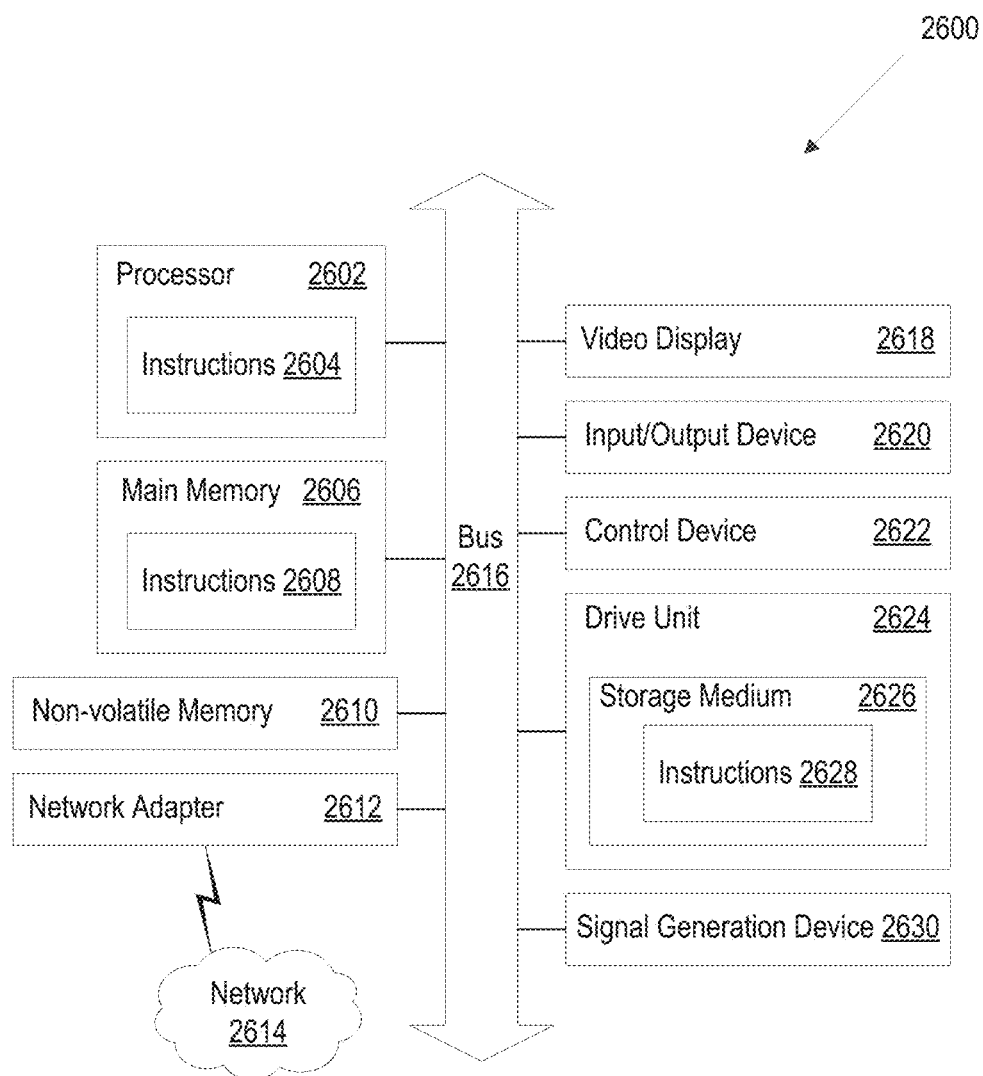 2600
Processor 2602
Instructions 2604
Main Memory 2606
Instructions 2608
Non-volatile Memory 2610
Network Adapter 2612
Network
2614
Bus
2616
Video Display 2618
Input/Output Device 2620
Control Device 2622
Drive Unit 2624
Storage Medium 2626
Instructions 2628
Signal Generation Device 2630